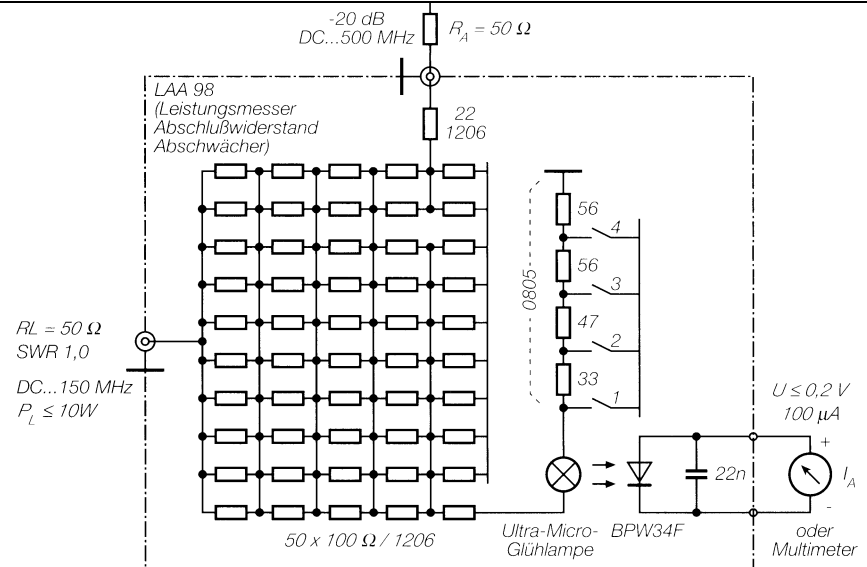 -20 dB
DC...500 MHz
R_A = 50 Ω
LAA 98
(Leistungsmesser
Abschlußwiderstand
Abschwächer)
22
1206
56
4
56
3
0805
47
2
33
1
RL = 50 Ω
SWR 1,0
DC...150 MHz
P_L ≤ 10W
U ≤ 0,2 V
100 µA
+
22n
I_A
-
50 x 100 Ω / 1206
Ultra-Micro-
Glühlampe
BPW34F
oder
Multimeter